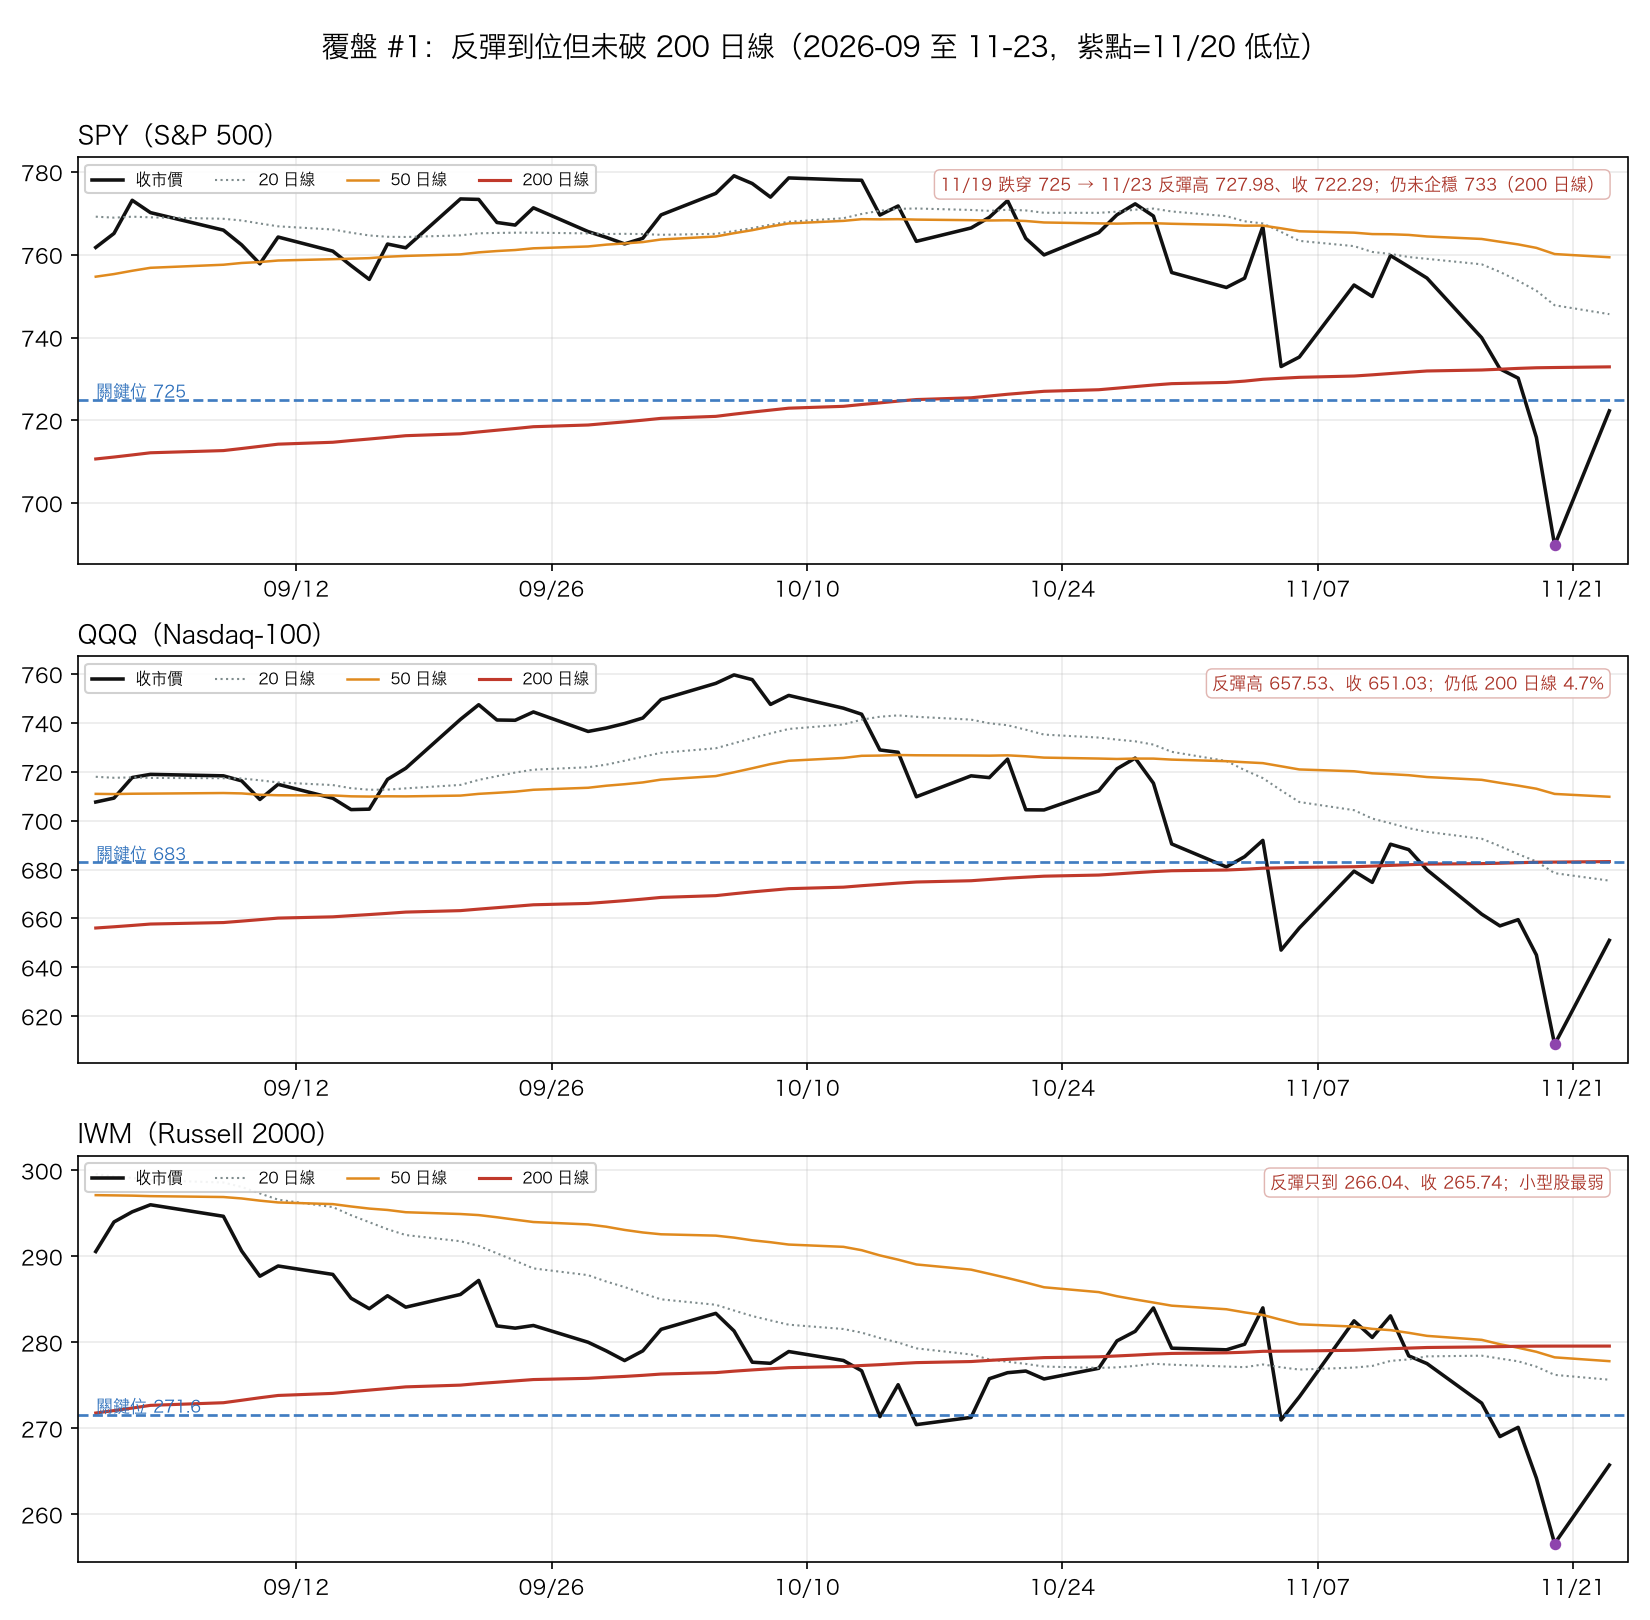 覆盤 #1：反彈到位但未破 200 日線（2026-09 至 11-23，紫點=11/20 低位）
SPY（S&P 500）
收市價 20 日線 50 日線 200 日線
11/19 跌穿 725 → 11/23 反彈高 727.98、收 722.29；仍未企穩 733（200 日線）
780
760
740
720
700
關鍵位 725
09/12 09/26 10/10 10/24 11/07 11/21
QQQ（Nasdaq-100）
收市價 20 日線 50 日線 200 日線
反彈高 657.53、收 651.03；仍低 200 日線 4.7%
760
740
720
700
680
660
640
620
關鍵位 683
09/12 09/26 10/10 10/24 11/07 11/21
IWM（Russell 2000）
收市價 20 日線 50 日線 200 日線
反彈只到 266.04、收 265.74；小型股最弱
300
290
280
270
260
關鍵位 271.6
09/12 09/26 10/10 10/24 11/07 11/21